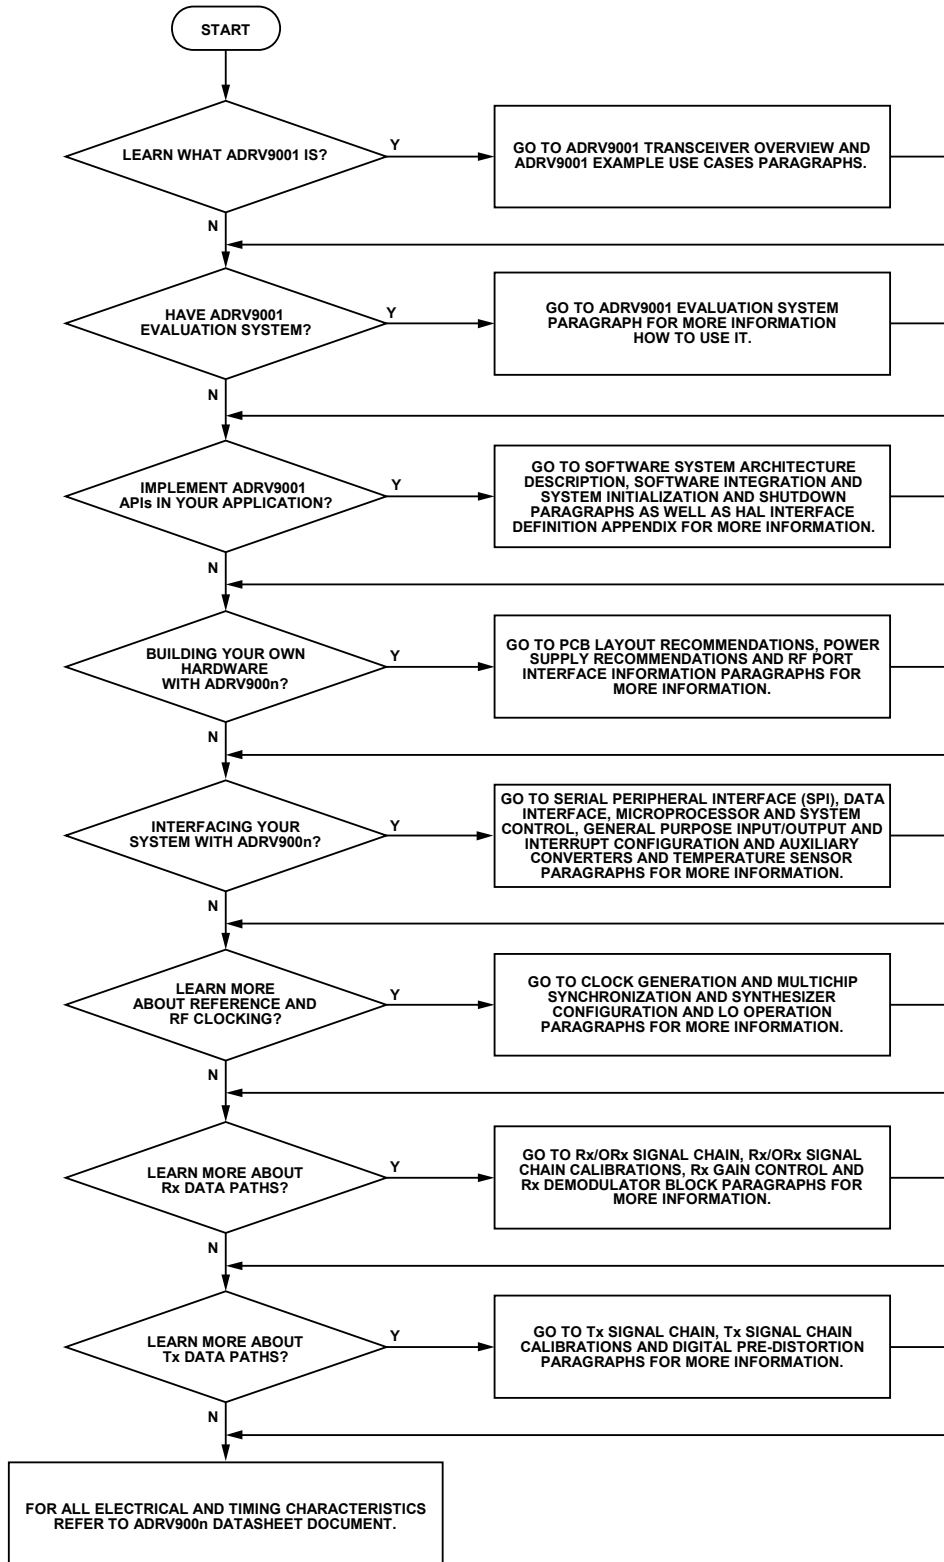 START
LEARN WHAT ADRV9001 IS?
Y
GO TO ADRV9001 TRANSCEIVER OVERVIEW AND
ADRV9001 EXAMPLE USE CASES PARAGRAPHS.
N
HAVE ADRV9001
EVALUATION SYSTEM?
Y
GO TO ADRV9001 EVALUATION SYSTEM
PARAGRAPH FOR MORE INFORMATION
HOW TO USE IT.
N
IMPLEMENT ADRV9001
APIs IN YOUR APPLICATION?
Y
GO TO SOFTWARE SYSTEM ARCHITECTURE
DESCRIPTION, SOFTWARE INTEGRATION AND
SYSTEM INITIALIZATION AND SHUTDOWN
PARAGRAPHS AS WELL AS HAL INTERFACE
DEFINITION APPENDIX FOR MORE INFORMATION.
N
BUILDING YOUR OWN
HARDWARE
WITH ADRV900n?
Y
GO TO PCB LAYOUT RECOMMENDATIONS, POWER
SUPPLY RECOMMENDATIONS AND RF PORT
INTERFACE INFORMATION PARAGRAPHS FOR
MORE INFORMATION.
N
INTERFACING YOUR
SYSTEM WITH ADRV900n?
Y
GO TO SERIAL PERIPHERAL INTERFACE (SPI), DATA
INTERFACE, MICROPROCESSOR AND SYSTEM
CONTROL, GENERAL PURPOSE INPUT/OUTPUT AND
INTERRUPT CONFIGURATION AND AUXILIARY
CONVERTERS AND TEMPERATURE SENSOR
PARAGRAPHS FOR MORE INFORMATION.
N
LEARN MORE
ABOUT REFERENCE AND
RF CLOCKING?
Y
GO TO CLOCK GENERATION AND MULTICHIP
SYNCHRONIZATION AND SYNTHESIZER
CONFIGURATION AND LO OPERATION
PARAGRAPHS FOR MORE INFORMATION.
N
LEARN MORE ABOUT
Rx DATA PATHS?
Y
GO TO Rx/ORx SIGNAL CHAIN, Rx/ORx SIGNAL
CHAIN CALIBRATIONS, Rx GAIN CONTROL AND
Rx DEMODULATOR BLOCK PARAGRAPHS FOR
MORE INFORMATION.
N
LEARN MORE ABOUT
Tx DATA PATHS?
Y
GO TO Tx SIGNAL CHAIN, Tx SIGNAL CHAIN
CALIBRATIONS AND DIGITAL PRE-DISTORTION
PARAGRAPHS FOR MORE INFORMATION.
N
FOR ALL ELECTRICAL AND TIMING CHARACTERISTICS
REFER TO ADRV900n DATASHEET DOCUMENT.